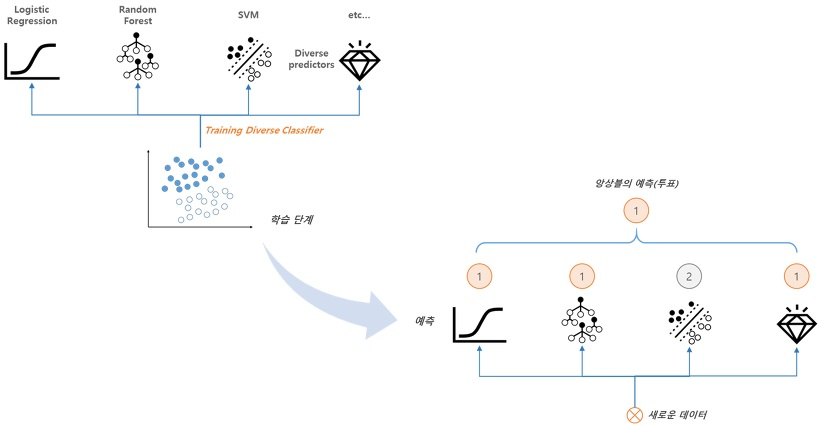 Logistic
Regression
Random
Forest
SVM
etc...
Diverse
predictors
Training Diverse Classifier
학습 단계
앙상블의 예측(투표)
1
1
1
2
1
예측
새로운 데이터